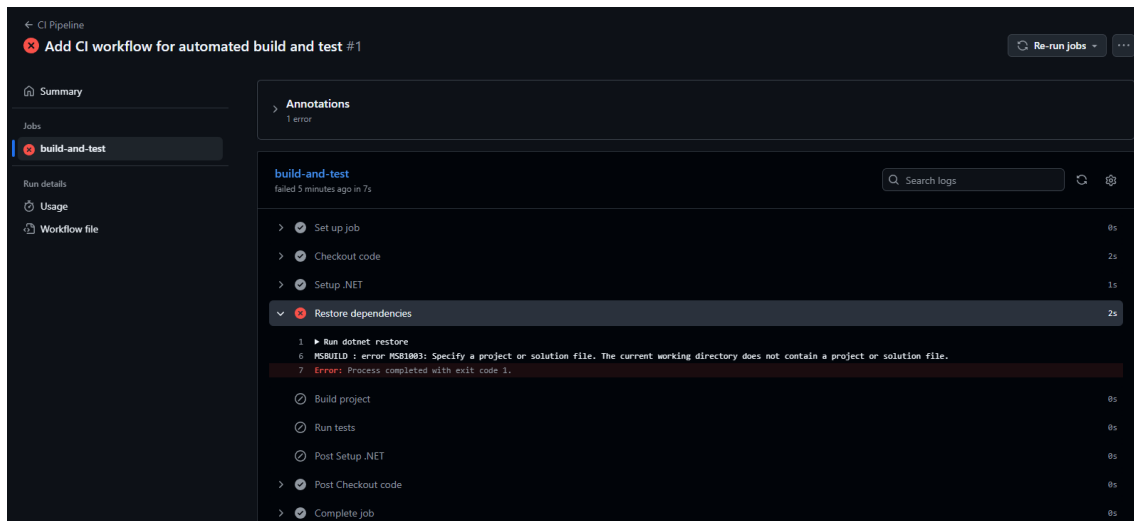 ← CI Pipeline
Add CI workflow for automated build and test #1
Re-run jobs
...
Summary
Jobs
build-and-test
Run details
Usage
Workflow file
Annotations
1 error
build-and-test
failed 5 minutes ago in 7s
Search logs
Set up job 0s
Checkout code 2s
Setup .NET 1s
Restore dependencies 2s
1 ▶ Run dotnet restore
6 MSBUILD : error MSB1003: Specify a project or solution file. The current working directory does not contain a project or solution file.
7 Error: Process completed with exit code 1.
Build project 0s
Run tests 0s
Post Setup .NET 0s
Post Checkout code 0s
Complete job 0s